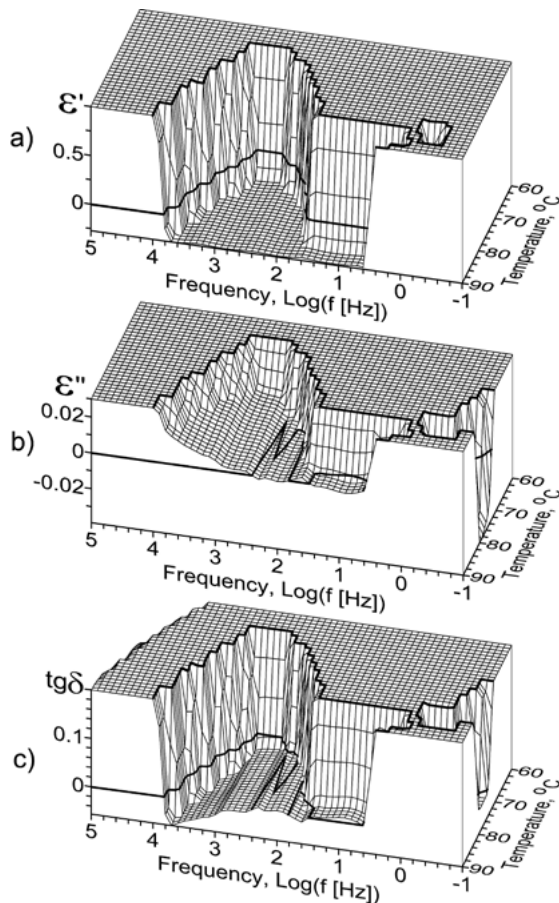 a)
ε'
0.5
0
5 4 3 2 1 0 -1
Frequency, Log(f [Hz])
60 70 80 90
Temperature, °C
b)
ε"
0.02
0
-0.02
5 4 3 2 1 0 -1
Frequency, Log(f [Hz])
60 70 80 90
Temperature, °C
c)
tgδ
0.1
0
5 4 3 2 1 0 -1
Frequency, Log(f [Hz])
60 70 80 90
Temperature, °C